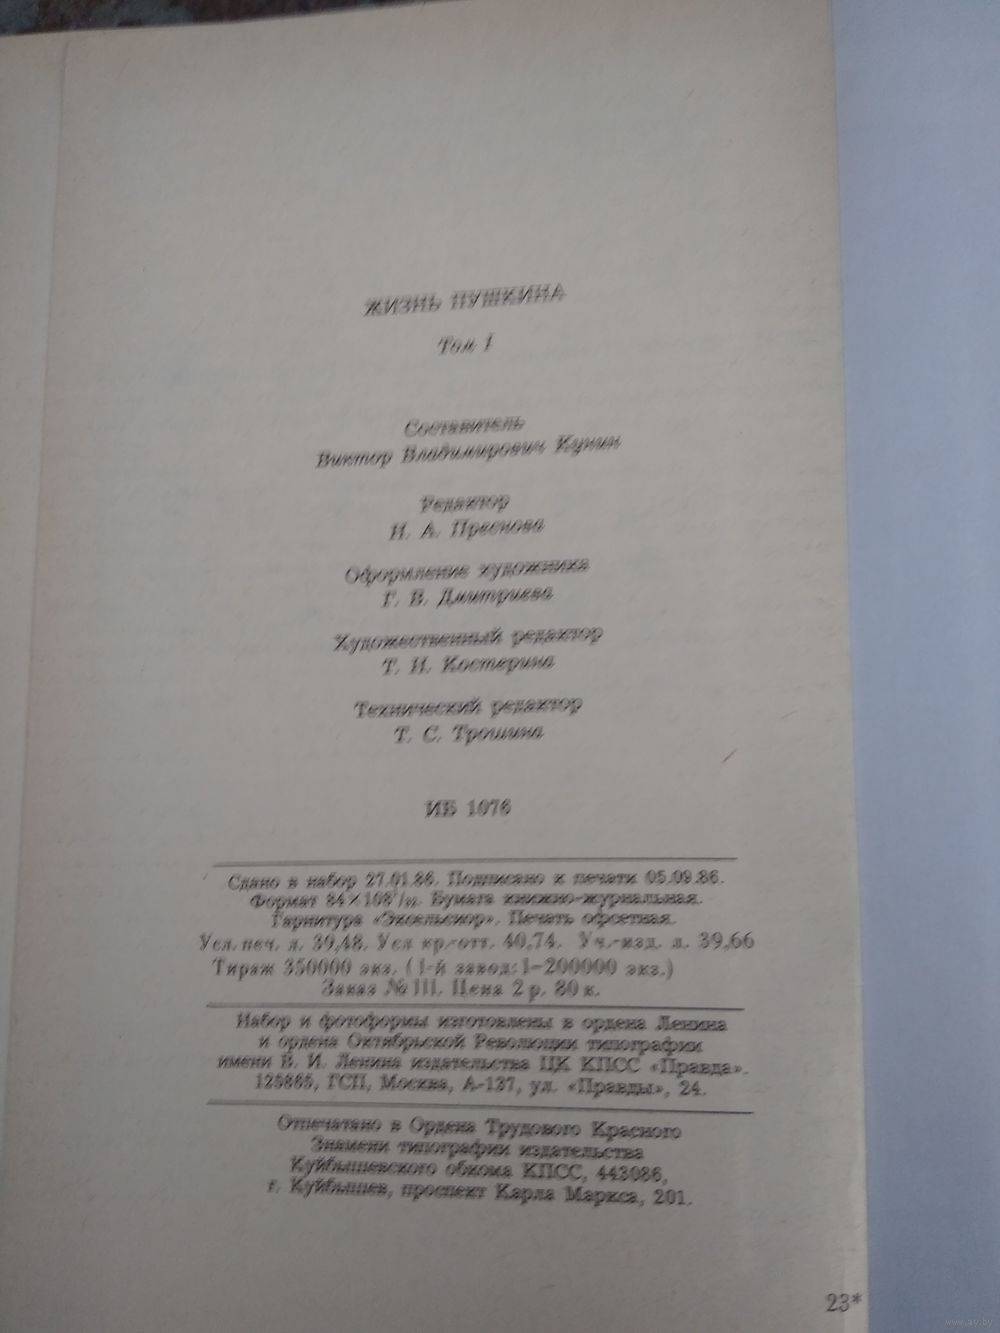 ЖИЗНЬ ПУШКИНА
Том I
Составитель
Виктор Владимирович Кунин
Редактор
Н. А. Преснова
Оформление художника
Г. В. Дмитриева
Художественный редактор
Т. Н. Костерина
Технический редактор
Т. С. Трошина
ИБ 1076
Сдано в набор 27.01.86. Подписано к печати 05.09.86.
Формат 84×108¹/₃₂. Бумага книжно-журнальная.
Гарнитура «Эксельсиор». Печать офсетная.
Усл. печ. л. 39,48. Усл кр.-отт. 40,74. Уч.-изд. л. 39,66
Тираж 350000 экз. (1-й завод: 1–200000 экз.)
Заказ № 111. Цена 2 р. 80 к.
Набор и фотоформы изготовлены в ордена Ленина
и ордена Октябрьской Революции типографии
имени В. И. Ленина издательства ЦК КПСС «Правда».
125865, ГСП, Москва, А-137, ул. «Правды», 24.
Отпечатано в Ордена Трудового Красного
Знамени типографии издательства
Куйбышевского обкома КПСС, 443086,
г. Куйбышев, проспект Карла Маркса, 201.
23*
www.ay.by